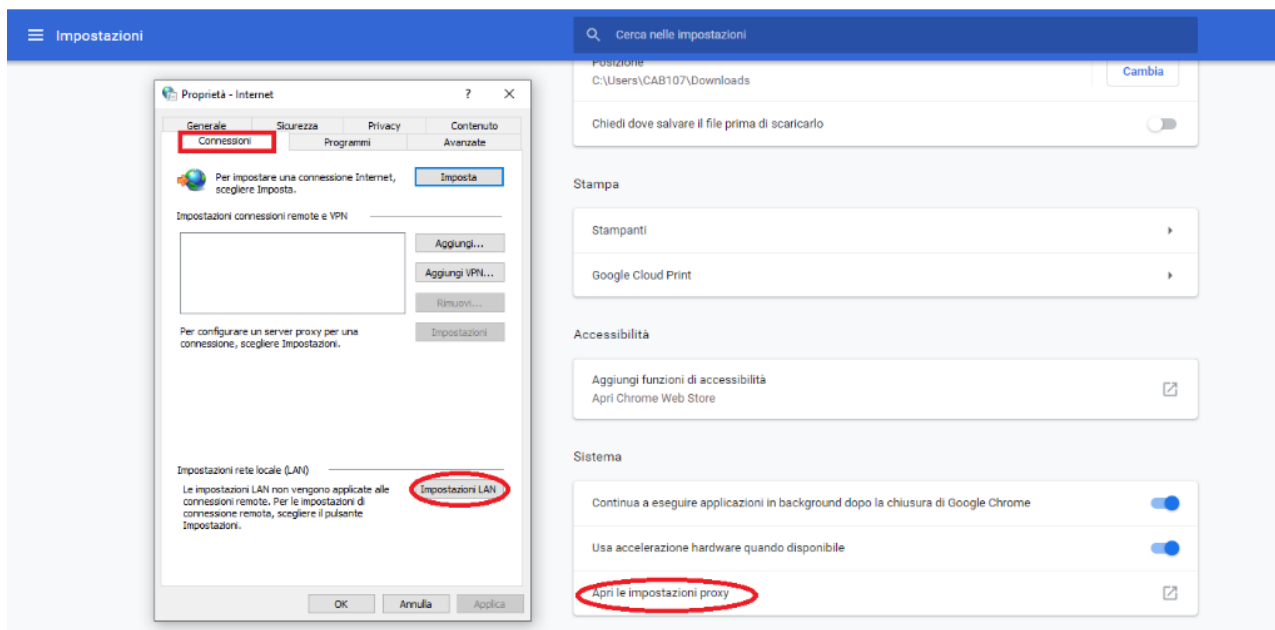 Impostazioni
Cerca nelle impostazioni
Proprietà - Internet
Generale Sicurezza Privacy Contenuto
Connessioni Programmi Avanzate
Per impostare una connessione Internet,
scegliere Imposta.
Imposta
Impostazioni connessioni remote e VPN
Aggiungi...
Aggiungi VPN...
Rimuovi...
Per configurare un server proxy per una
connessione, scegliere Impostazioni.
Impostazioni
Impostazioni rete locale (LAN)
Le impostazioni LAN non vengono applicate alle
connessioni remote. Per le impostazioni di
connessione remota, scegliere il pulsante
Impostazioni.
Impostazioni LAN
OK Annulla Applica
Posizione
C:\Users\CAB107\Downloads
Cambia
Chiedi dove salvare il file prima di scaricarlo
Stampa
Stampanti
Google Cloud Print
Accessibilità
Aggiungi funzioni di accessibilità
Apri Chrome Web Store
Sistema
Continua a eseguire applicazioni in background dopo la chiusura di Google Chrome
Usa accelerazione hardware quando disponibile
Apri le impostazioni proxy